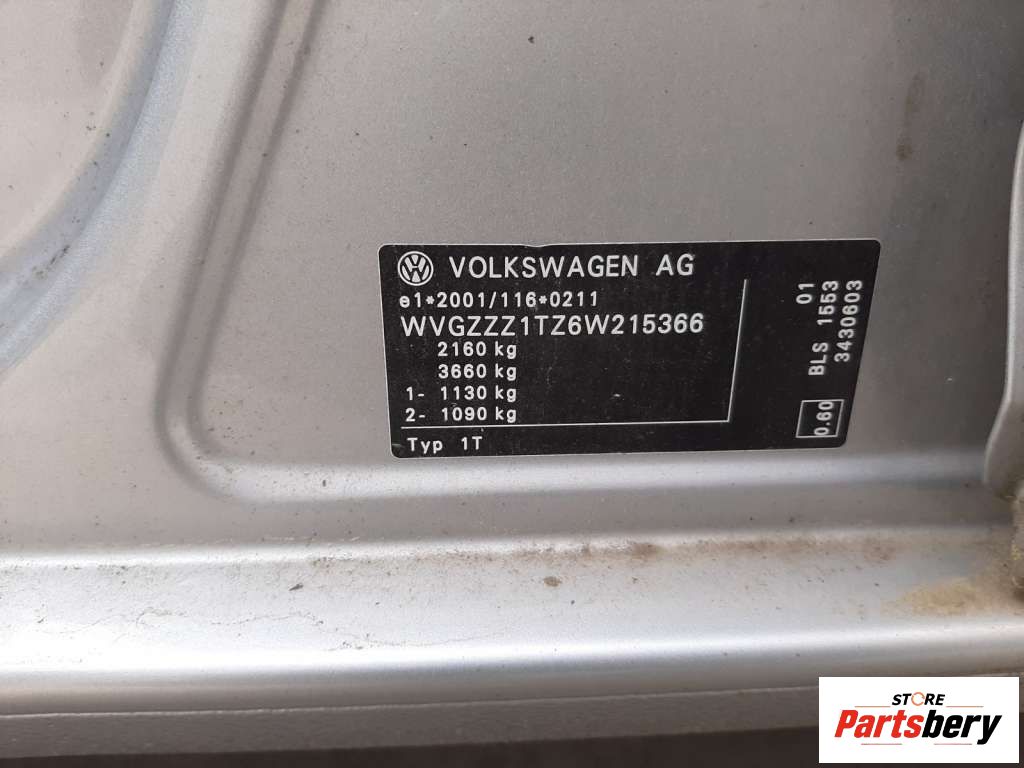 VOLKSWAGEN AG
e1*2001/116*0211
WVGZZZ1TZ6W215366
2160 kg
3660 kg
1- 1130 kg
2- 1090 kg
Typ 1T
01
BLS 1553
3430603
0.60
STORE
Partsbery